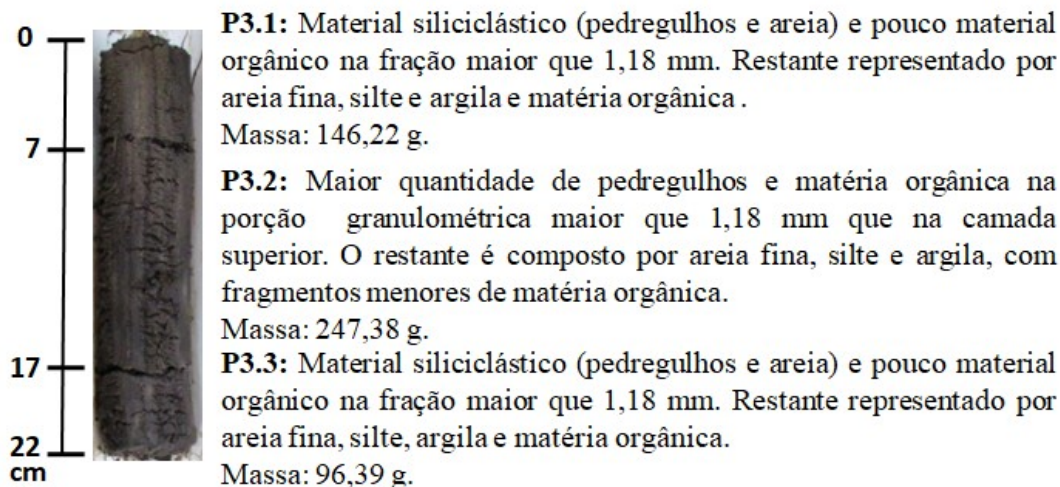 0
P3.1: Material siliciclástico (pedregulhos e areia) e pouco material
orgânico na fração maior que 1,18 mm. Restante representado por
areia fina, silte e argila e matéria orgânica .
Massa: 146,22 g.
7
P3.2: Maior quantidade de pedregulhos e matéria orgânica na
porção granulométrica maior que 1,18 mm que na camada
superior. O restante é composto por areia fina, silte e argila, com
fragmentos menores de matéria orgânica.
Massa: 247,38 g.
17
P3.3: Material siliciclástico (pedregulhos e areia) e pouco material
orgânico na fração maior que 1,18 mm. Restante representado por
areia fina, silte, argila e matéria orgânica.
22
cm
Massa: 96,39 g.